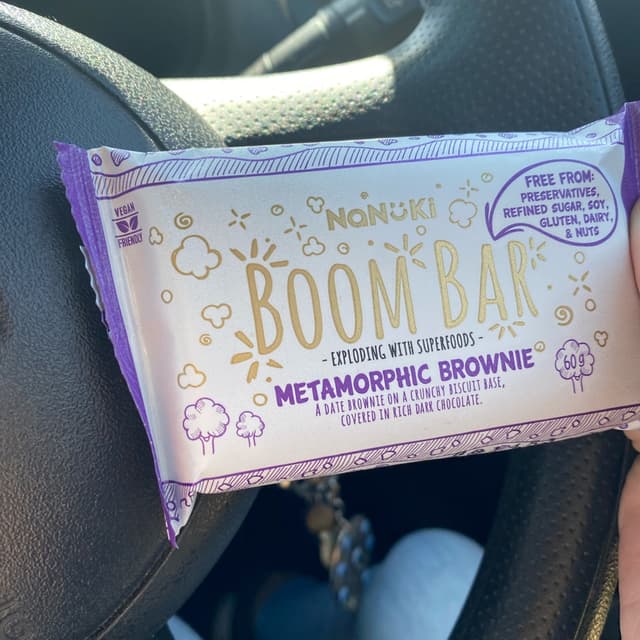 VEGAN
FRIENDLY
NaNUKi
BOOM BAR
- EXPLODING WITH SUPERFOODS -
METAMORPHIC BROWNIE
A DATE BROWNIE ON A CRUNCHY BISCUIT BASE,
COVERED IN RICH DARK CHOCOLATE.
FREE FROM:
PRESERVATIVES,
REFINED SUGAR, SOY,
GLUTEN, DAIRY,
& NUTS
60g